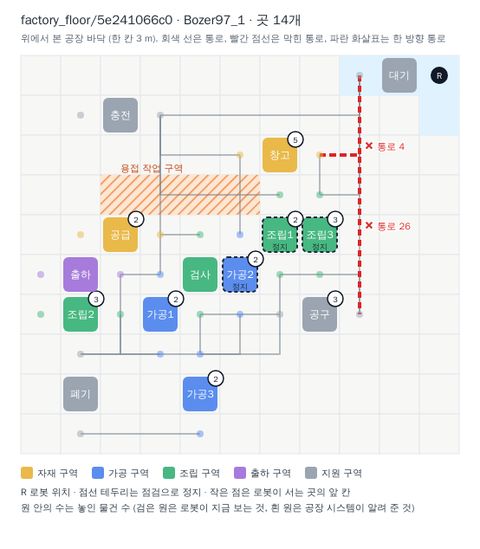 factory_floor/5e241066c0 · Bozer97_1 · 곳 14개
위에서 본 공장 바닥 (한 칸 3 m). 회색 선은 통로, 빨간 점선은 막힌 통로, 파란 화살표는 한 방향 통로
대기
R
충전
5
통로 4
창고
용접 작업 구역
2
2
3
통로 26
공급
조립1
조립3
정지
정지
2
출하
검사
가공2
정지
3
2
3
조립2
가공1
공구
2
폐기
가공3
자재 구역
가공 구역
조립 구역
출하 구역
지원 구역
R 로봇 위치 · 점선 테두리는 점검으로 정지 · 작은 점은 로봇이 서는 곳의 앞 칸
원 안의 수는 놓인 물건 수 (검은 원은 로봇이 지금 보는 것, 흰 원은 공장 시스템이 알려 준 것)